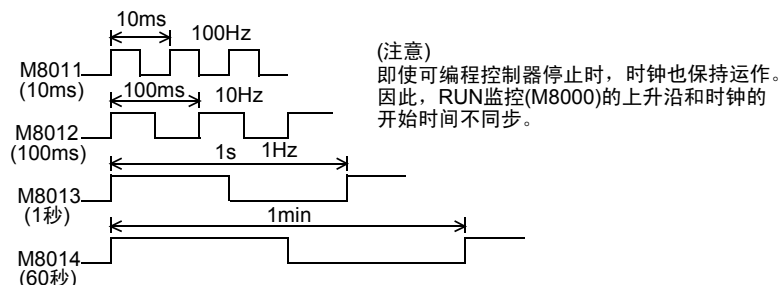 10ms
100Hz
M8011
(10ms)
100ms
10Hz
M8012
(100ms)
1s
1Hz
M8013
(1秒)
1min
M8014
(60秒)
(注意)
即使可编程控制器停止时，时钟也保持运作。
因此，RUN监控(M8000)的上升沿和时钟的
开始时间不同步。